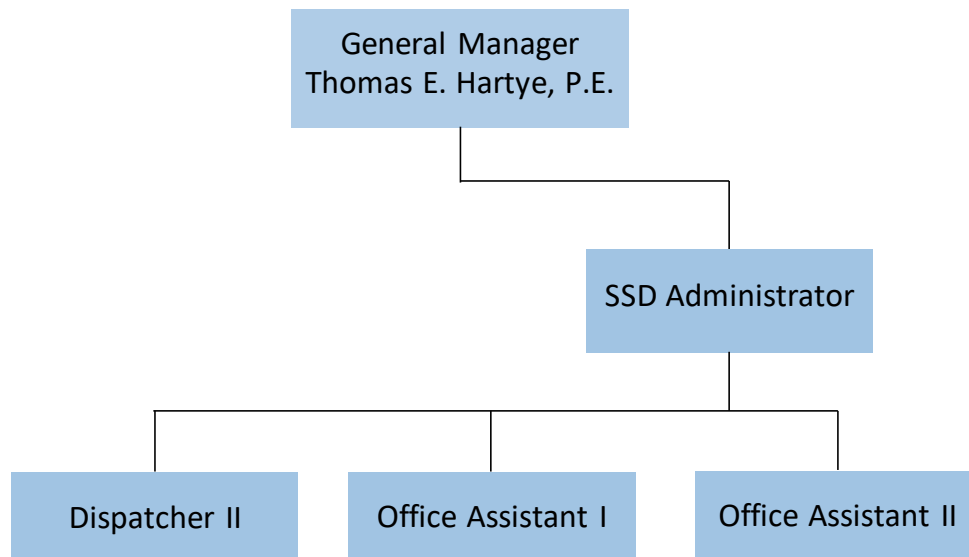 General Manager
Thomas E. Hartye, P.E.
SSD Administrator
Dispatcher II
Office Assistant I
Office Assistant II